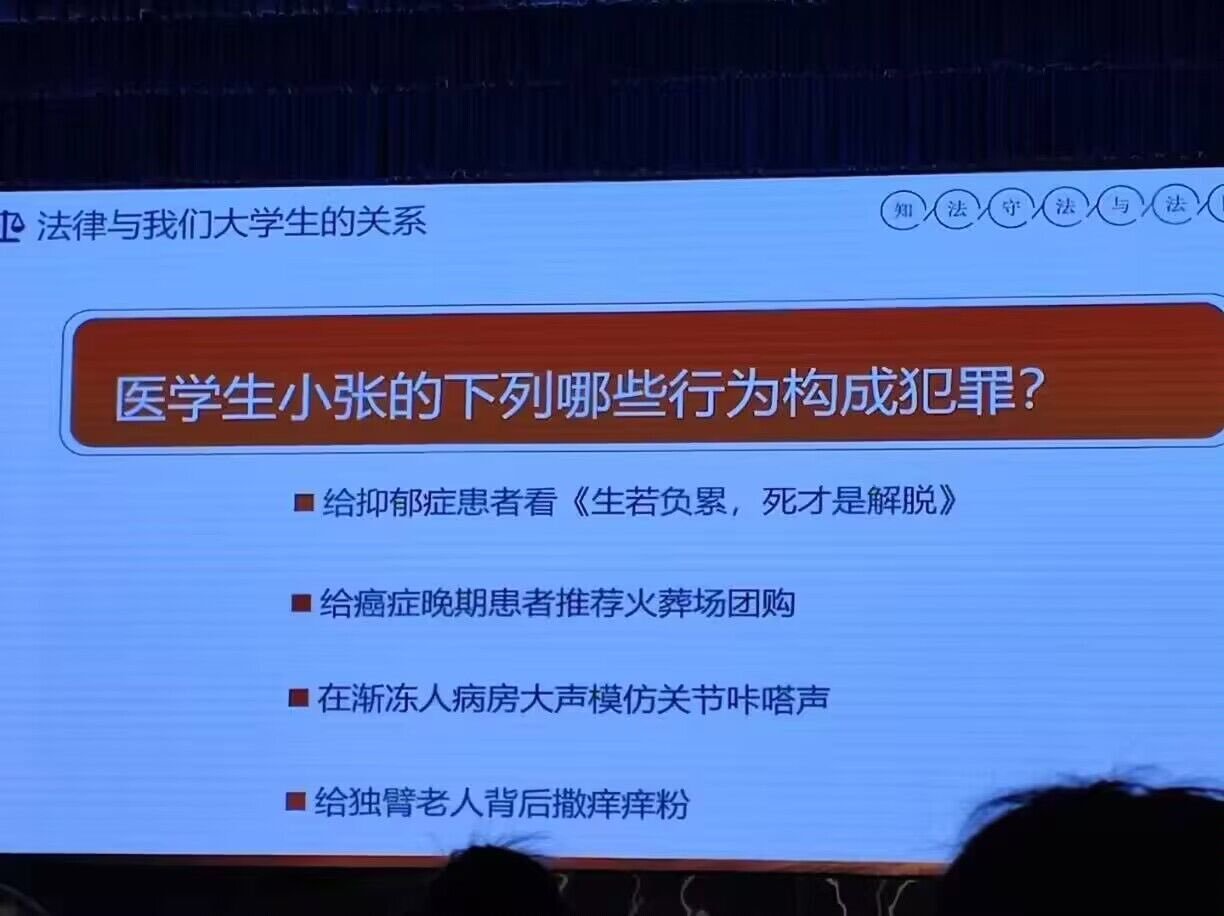 法律与我们大学生的关系
知法守法与法
医学生小张的下列哪些行为构成犯罪？
给抑郁症患者看《生若负累，死才是解脱》
给癌症晚期患者推荐火葬场团购
在渐冻人病房大声模仿关节咔嗒声
给独臂老人背后撒痒痒粉